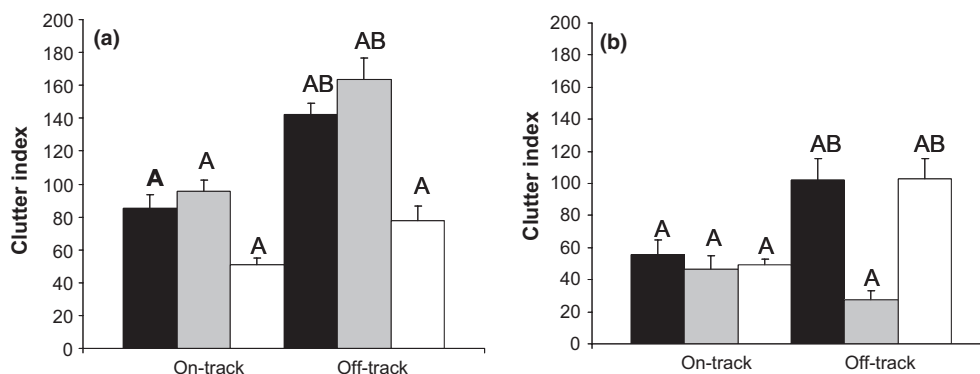 (a)
Clutter index
200
180
160
140
120
100
80
60
40
20
0
A
A
A
AB
AB
A
On-track
Off-track
(b)
Clutter index
200
180
160
140
120
100
80
60
40
20
0
A
A
A
AB
A
AB
On-track
Off-track